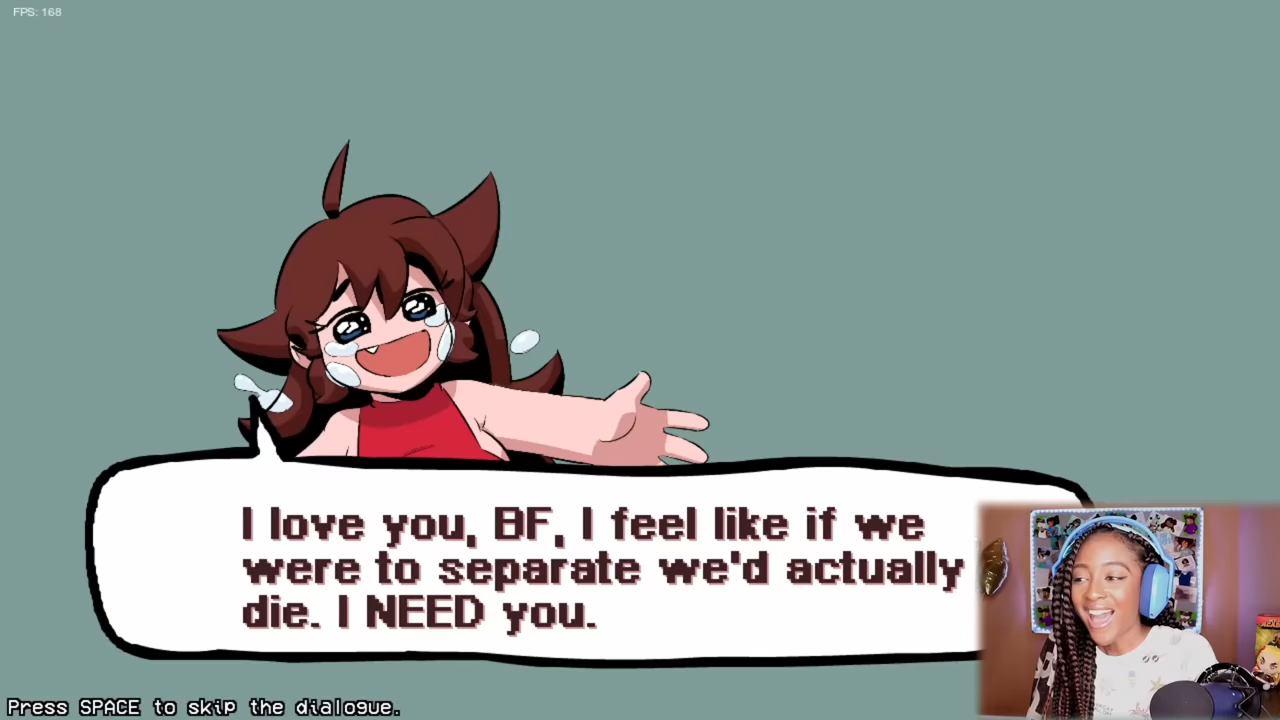 FPS: 168
I love you, BF, I feel like if we
were to separate we'd actually
die. I NEED you.
Press SPACE to skip the dialogue.